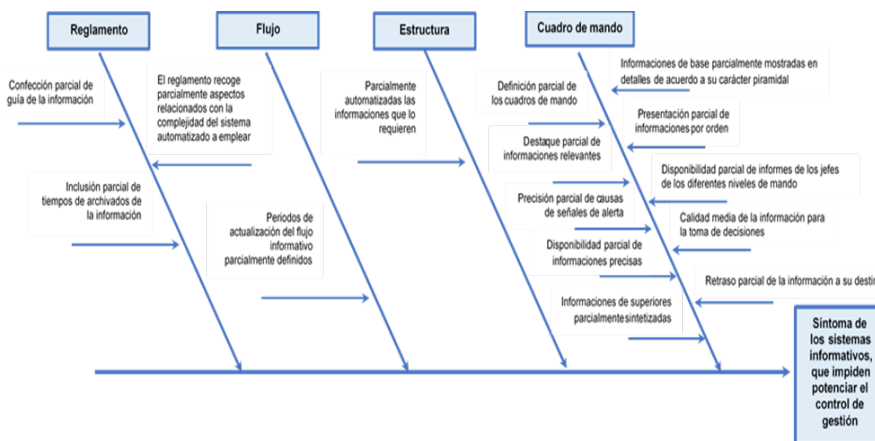 Reglamento
Flujo
Estructura
Cuadro de mando
Confección parcial de
guía de la información
El reglamento recoge
parcialmente aspectos
relacionados con la
complejidad del sistema
automatizado a emplear
Inclusión parcial de
tiempos de archivados de
la información
Periodos de
actualización del flujo
informativo
parcialmente definidos
Parcialmente
automatizadas las
informaciones que lo
requieren
Definición parcial de
los cuadros de mando
Destaque parcial de
informaciones relevantes
Precisión parcial de causas
de señales de alerta
Disponibilidad parcial de
informaciones precisas
Informaciones de superiores
parcialmente sintetizadas
Informaciones de base parcialmente mostradas en
detalles de acuerdo a su carácter piramidal
Presentación parcial de
informaciones por orden
Disponibilidad parcial de informes de los jefes
de los diferentes niveles de mando
Calidad media de la información para
la toma de decisiones
Retraso parcial de la información a su destin
Síntoma de
los sistemas
informativos,
que impiden
potenciar el
control de
gestión